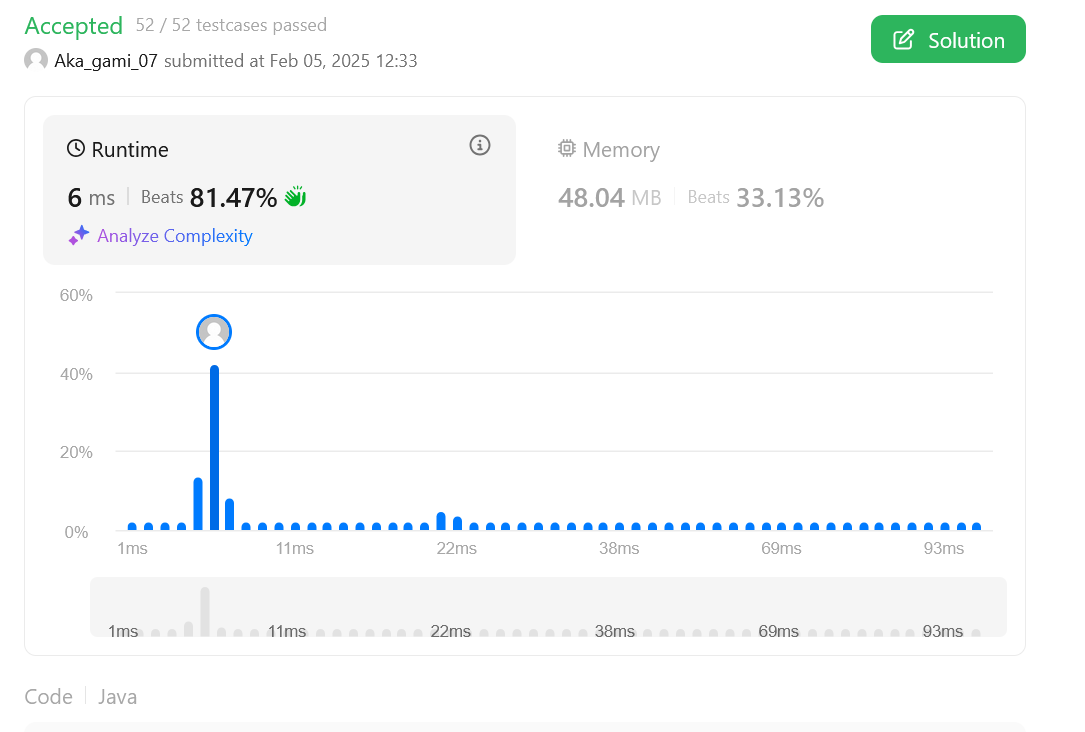 Accepted 52 / 52 testcases passed
Solution
Aka_gami_07 submitted at Feb 05, 2025 12:33
Runtime
6 ms | Beats 81.47%
Analyze Complexity
Memory
48.04 MB | Beats 33.13%
60%
40%
20%
0%
1ms 11ms 22ms 38ms 69ms 93ms
1ms 11ms 22ms 38ms 69ms 93ms
Code | Java